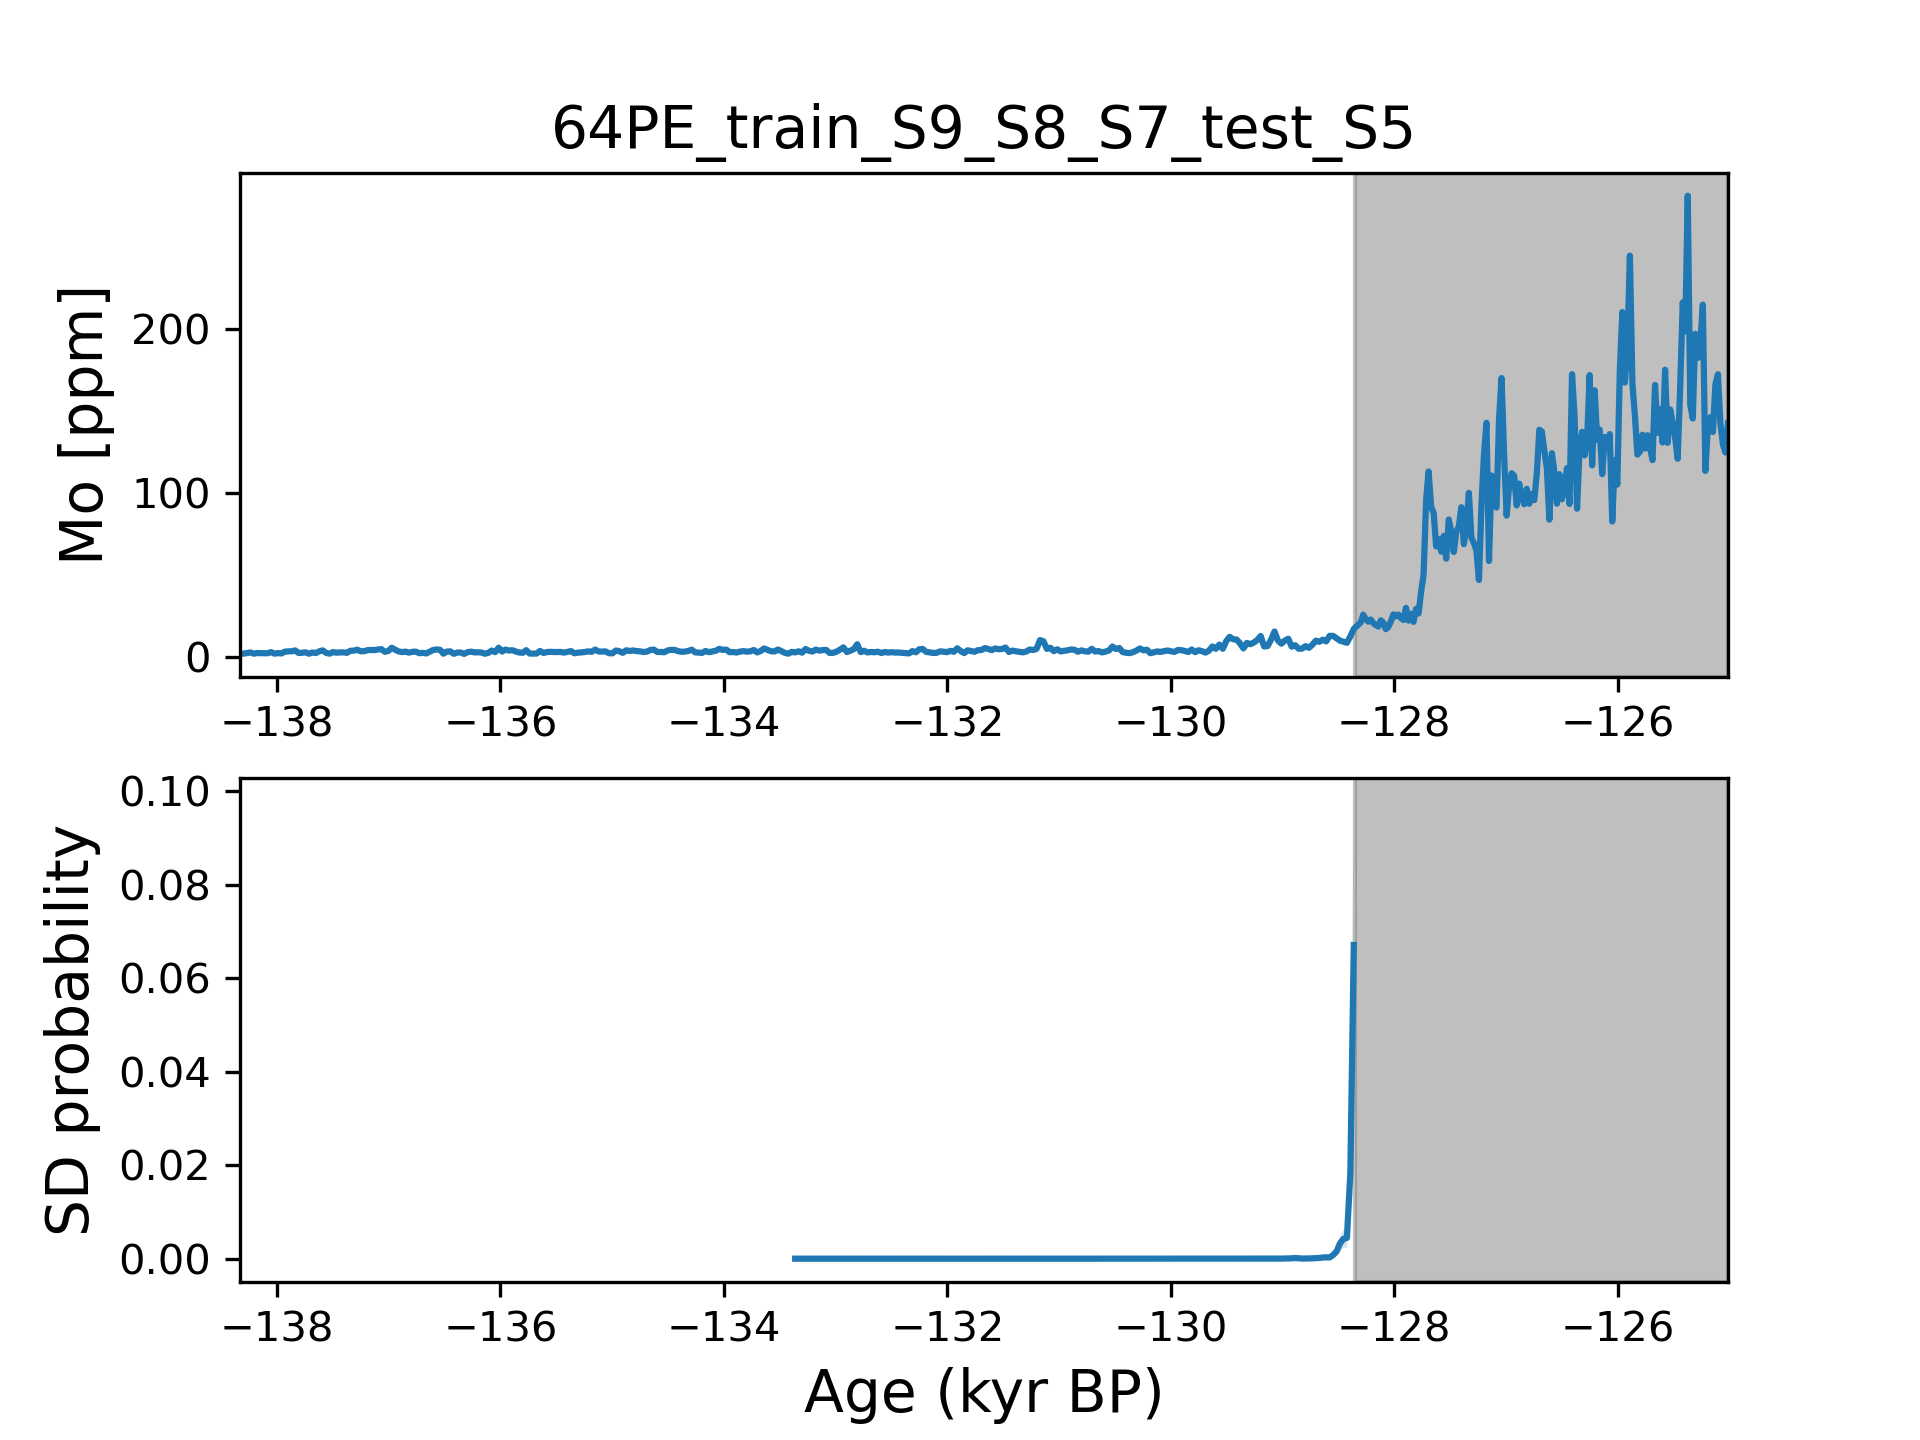 64PE_train_S9_S8_S7_test_S5
Mo [ppm]
200
100
0
−138 −136 −134 −132 −130 −128 −126
SD probability
0.10
0.08
0.06
0.04
0.02
0.00
−138 −136 −134 −132 −130 −128 −126
Age (kyr BP)